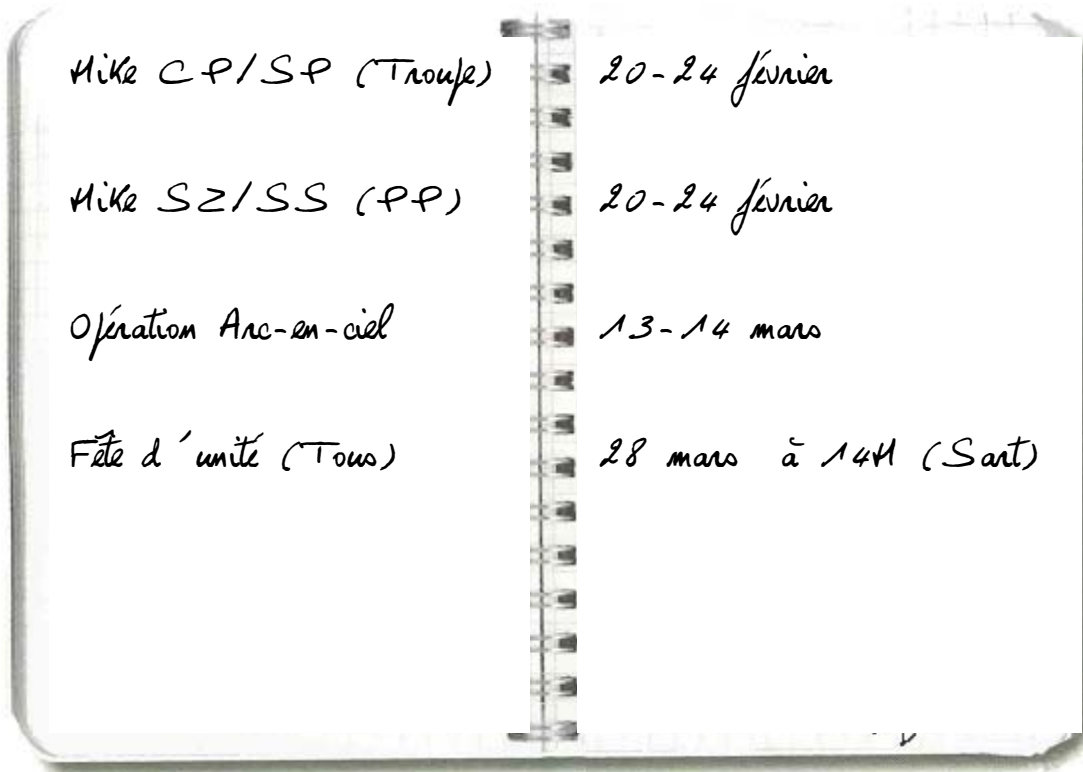 Hike CP/SP (Troupe) 20-24 février
Hike SZ/SS (PP) 20-24 février
Opération Arc-en-ciel 13-14 mars
Fête d'unité (Tous) 28 mars à 14H (Sart)